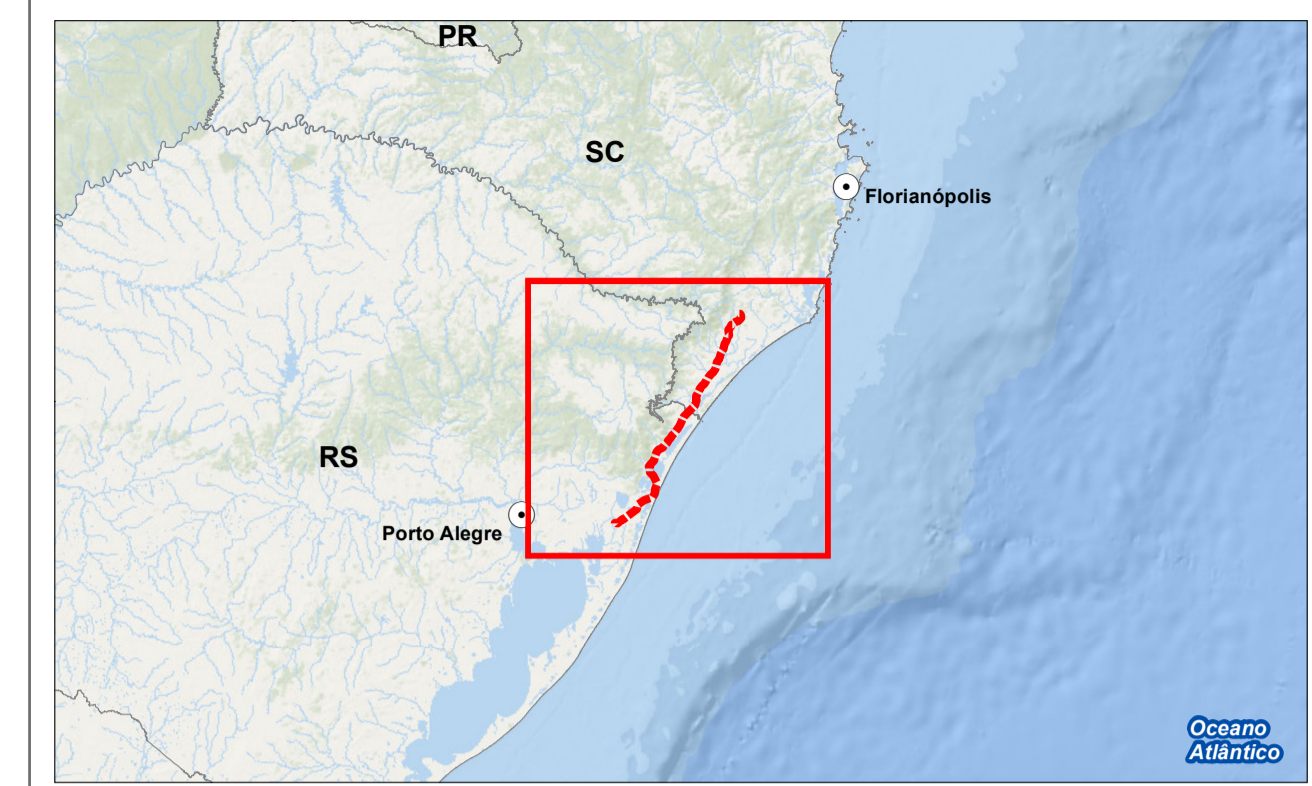 PR
SC
Florianópolis
RS
Porto Alegre
Oceano
Atlântico